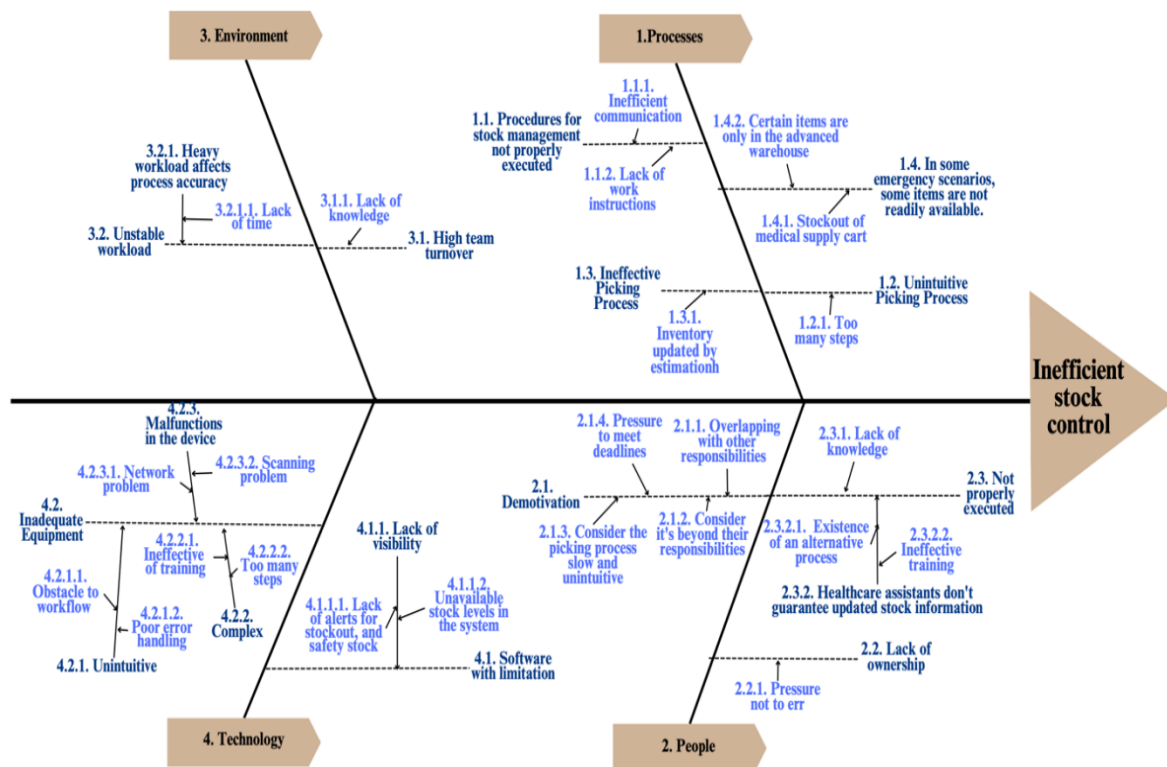 3. Environment
1.Processes
1.1.1.
Inefficient
communication
1.1. Procedures for
stock management
not properly
executed
1.1.2. Lack of
work
instructions
1.4.2. Certain items are
only in the advanced
warehouse
1.4. In some
emergency scenarios,
some items are not
readily available.
1.4.1. Stockout of
medical supply cart
3.2.1. Heavy
workload affects
process accuracy
3.2.1.1. Lack
of time
3.2. Unstable
workload
3.1.1. Lack of
knowledge
3.1. High team
turnover
1.3. Ineffective
Picking
Process
1.3.1.
Inventory
updated by
estimationh
1.2. Unintuitive
Picking Process
1.2.1. Too
many steps
Inefficient
stock
control
4.2.3.
Malfunctions
in the device
4.2.3.1. Network
problem
4.2.3.2. Scanning
problem
4.2.
Inadequate
Equipment
4.2.1.1.
Obstacle to
workflow
4.2.1.2.
Poor error
handling
4.2.1. Unintuitive
4.2.2.1.
Ineffective
of training
4.2.2.2.
Too many
steps
4.2.2.
Complex
4.1.1. Lack of
visibility
4.1.1.1. Lack
of alerts for
stockout, and
safety stock
4.1.1.2.
Unavailable
stock levels in
the system
4.1. Software
with limitation
2.1.4. Pressure
to meet
deadlines
2.1.1. Overlapping
with other
responsibilities
2.1.
Demotivation
2.1.3. Consider the
picking process
slow and
unintuitive
2.1.2. Consider
it's beyond their
responsibilities
2.3.1. Lack of
knowledge
2.3. Not
properly
executed
2.3.2.1. Existence
of an alternative
process
2.3.2.2.
Ineffective
training
2.3.2. Healthcare assistants don't
guarantee updated stock information
2.2. Lack of
ownership
2.2.1. Pressure
not to err
4. Technology
2. People